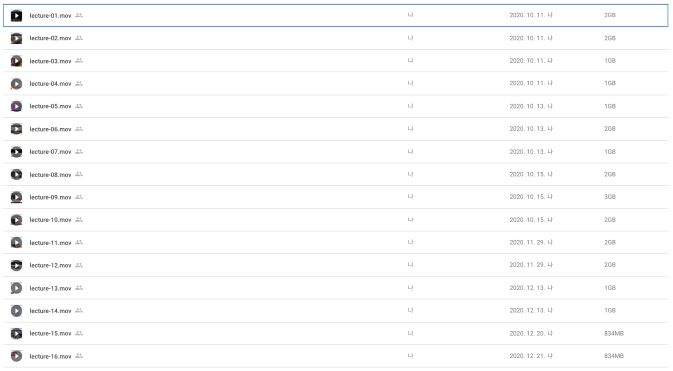 lecture-01.mov 나 2020. 10. 11. 나 2GB
lecture-02.mov 나 2020. 10. 11. 나 2GB
lecture-03.mov 나 2020. 10. 11. 나 1GB
lecture-04.mov 나 2020. 10. 11. 나 1GB
lecture-05.mov 나 2020. 10. 13. 나 1GB
lecture-06.mov 나 2020. 10. 13. 나 2GB
lecture-07.mov 나 2020. 10. 13. 나 1GB
lecture-08.mov 나 2020. 10. 15. 나 2GB
lecture-09.mov 나 2020. 10. 15. 나 3GB
lecture-10.mov 나 2020. 10. 15. 나 2GB
lecture-11.mov 나 2020. 11. 29. 나 2GB
lecture-12.mov 나 2020. 11. 29. 나 2GB
lecture-13.mov 나 2020. 12. 13. 나 1GB
lecture-14.mov 나 2020. 12. 13. 나 1GB
lecture-15.mov 나 2020. 12. 20. 나 834MB
lecture-16.mov 나 2020. 12. 21. 나 834MB